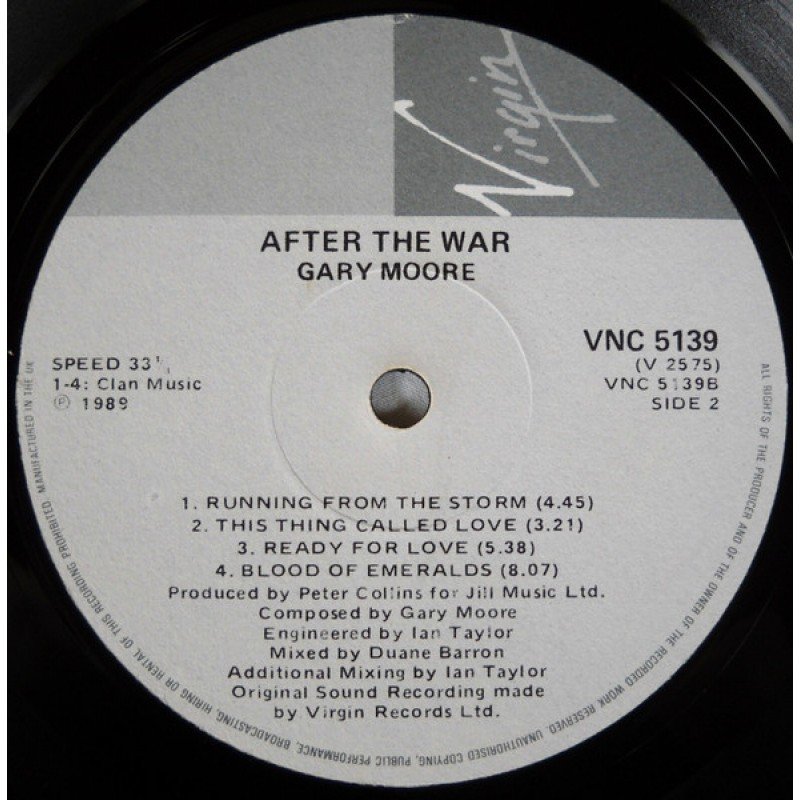 Virgin
AFTER THE WAR
GARY MOORE
SPEED 33⅓
1-4: Clan Music
℗ 1989
VNC 5139
(V 2575)
VNC 5139B
SIDE 2
1. RUNNING FROM THE STORM (4.45)
2. THIS THING CALLED LOVE (3.21)
3. READY FOR LOVE (5.38)
4. BLOOD OF EMERALDS (8.07)
Produced by Peter Collins for Jill Music Ltd.
Composed by Gary Moore
Engineered by Ian Taylor
Mixed by Duane Barron
Additional Mixing by Ian Taylor
Original Sound Recording made
by Virgin Records Ltd.
ALL RIGHTS OF THE PRODUCER AND OF THE OWNER OF THE RECORDED WORK RESERVED. UNAUTHORISED COPYING, PUBLIC PERFORMANCE, BROADCASTING, HIRING OR RENTAL OF THIS RECORDING PROHIBITED. MANUFACTURED IN THE UK